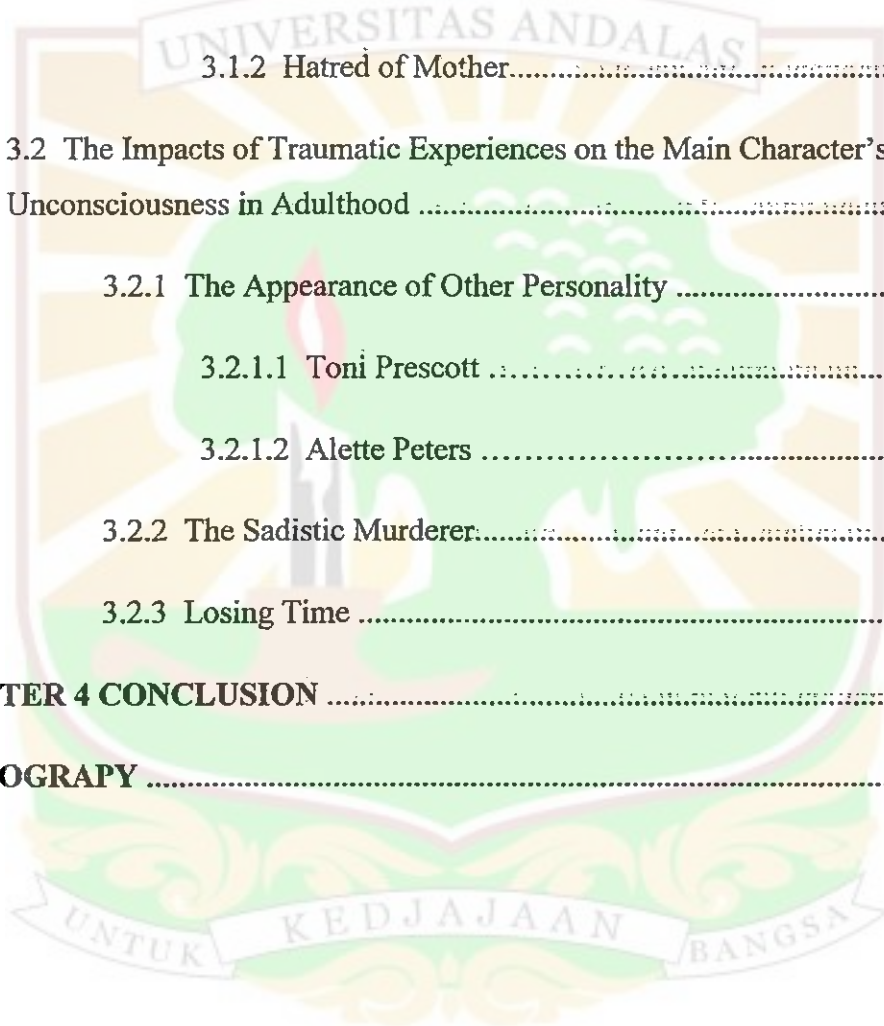 UNIVERSITAS ANDALAS
3.1.2 Hatred of Mother..............................
3.2 The Impacts of Traumatic Experiences on the Main Character's
Unconsciousness in Adulthood ..............................
3.2.1 The Appearance of Other Personality ..............................
3.2.1.1 Toni Prescott ..............................
3.2.1.2 Alette Peters ..............................
3.2.2 The Sadistic Murderer..............................
3.2.3 Losing Time ..............................
TER 4 CONCLUSION ..............................
OGRAPY ..............................
UNTUK KEDJAJAAN BANGSA